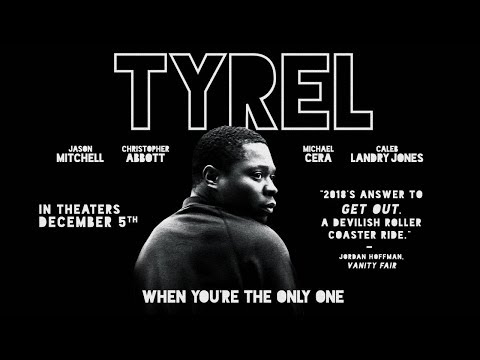 TYREL
JASON
MITCHELL
CHRISTOPHER
ABBOTT
MICHAEL
CERA
CALEB
LANDRY JONES
IN THEATERS
DECEMBER 5TH
"2018'S ANSWER TO
GET OUT.
A DEVILISH ROLLER
COASTER RIDE."
–
JORDAN HOFFMAN,
VANITY FAIR
WHEN YOU'RE THE ONLY ONE